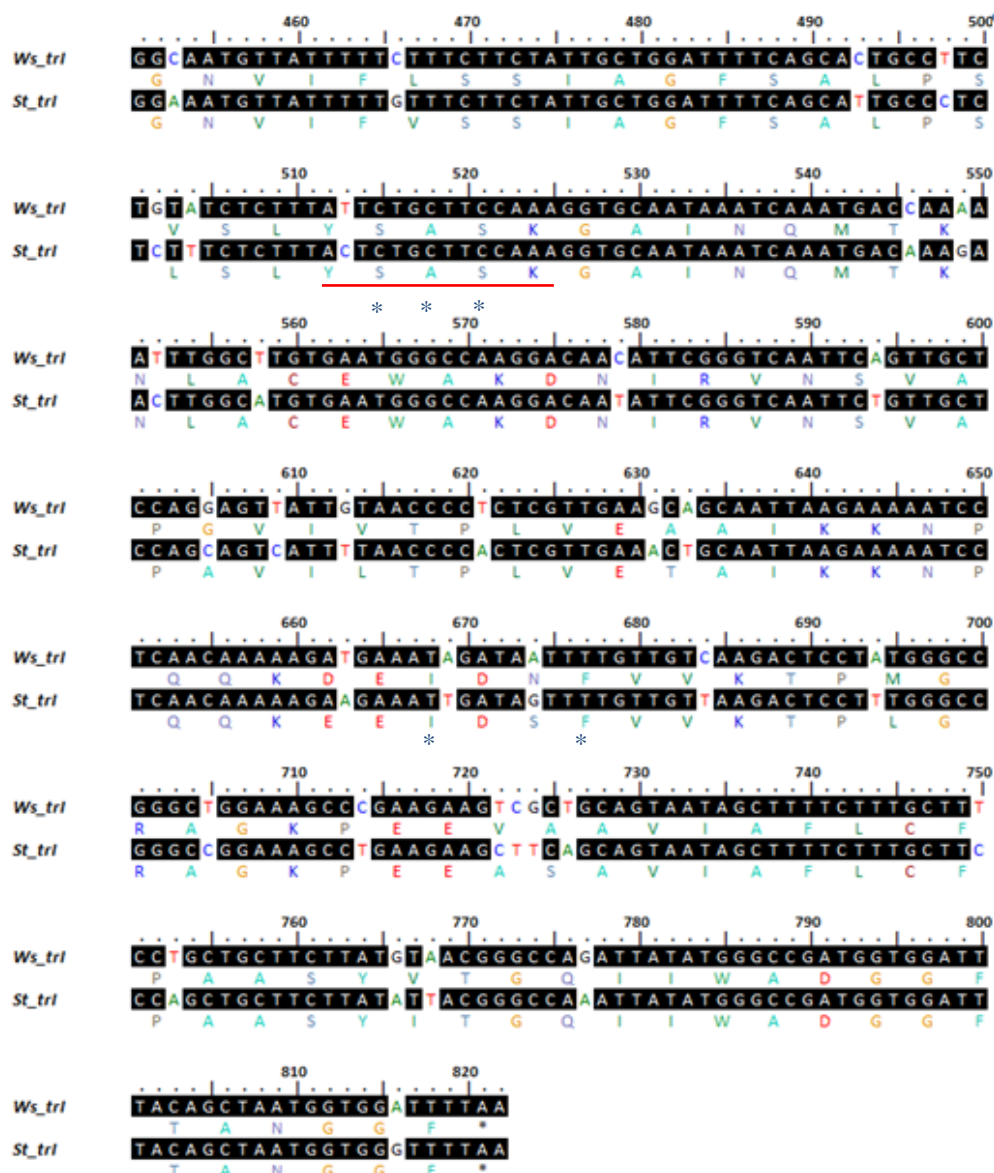 460 470 480 490 500
Ws_trI GGCAATGTTATTTTTCTTTCTTCTATTGCTGGATTTTCAGCACTGCCTTC
G N V I F L S S I A G F S A L P S
St_trI GGAAATGTTATTTTTGTTTCTTCTATTGCTGGATTTTCAGCATTGCCCTC
G N V I F V S S I A G F S A L P S
510 520 530 540 550
Ws_trI TGTATCTCTTTATTCTGCTTCCAAAGGTGCAATAAATCAAATGACCAAAA
V S L Y S A S K G A I N Q M T K
St_trI TCTTTCTCTTTACTCTGCTTCCAAAGGTGCAATAAATCAAATGACAAAGA
L S L Y S A S K G A I N Q M T K
* * *
560 570 580 590 600
Ws_trI ATTTGGCTTGTGAATGGGCCAAGGACAACATTCGGGTCAATTCAGTTGCT
N L A C E W A K D N I R V N S V A
St_trI ACTTGGCATGTGAATGGGCCAAGGACAATATTCGGGTCAATTCTGTTGCT
N L A C E W A K D N I R V N S V A
610 620 630 640 650
Ws_trI CCAGGAGTTATTGTAACCCCTCTCGTTGAAGCAGCAATTAAGAAAAATCC
P G V I V T P L V E A A I K K N P
St_trI CCAGCAGTCATTTTAACCCCACTCGTTGAAACTGCAATTAAGAAAAATCC
P A V I L T P L V E T A I K K N P
660 670 680 690 700
Ws_trI TCAACAAAAAGATGAAATAGATAATTTTGTTGTCAAGACTCCTATGGGCC
Q Q K D E I D N F V V K T P M G
St_trI TCAACAAAAAGAAGAAATTGATAGTTTTGTTGTTAAGACTCCTTTGGGCC
Q Q K E E I D S F V V K T P L G
* *
710 720 730 740 750
Ws_trI GGGCTGGAAAGCCCGAAGAAGTCGCTGCAGTAATAGCTTTTCTTTGCTTT
R A G K P E E V A A V I A F L C F
St_trI GGGCCGGAAAGCCTGAAGAAGCTTCAGCAGTAATAGCTTTTCTTTGCTTC
R A G K P E E A S A V I A F L C F
760 770 780 790 800
Ws_trI CCTGCTGCTTCTTATGTAACGGGCCAGATTATATGGGCCGATGGTGGATT
P A A S Y V T G Q I I W A D G G F
St_trI CCAGCTGCTTCTTATATTACGGGCCAAATTATATGGGCCGATGGTGGATT
P A A S Y I T G Q I I W A D G G F
810 820
Ws_trI TACAGCTAATGGTGGATTTTAA
T A N G G F *
St_trI TACAGCTAATGGTGGGTTTTAA
T A N G G F *